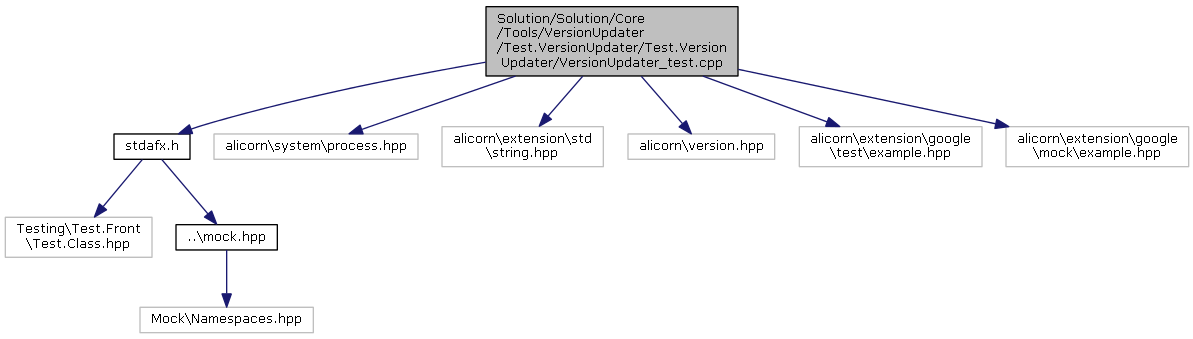 Solution/Solution/Core
/Tools/VersionUpdater
/Test.VersionUpdater/Test.Version
Updater/VersionUpdater_test.cpp
stdafx.h
alicorn\system\process.hpp
alicorn\extension\std
\string.hpp
alicorn\version.hpp
alicorn\extension\google
\test\example.hpp
alicorn\extension\google
\mock\example.hpp
Testing\Test.Front
\Test.Class.hpp
..\mock.hpp
Mock\Namespaces.hpp